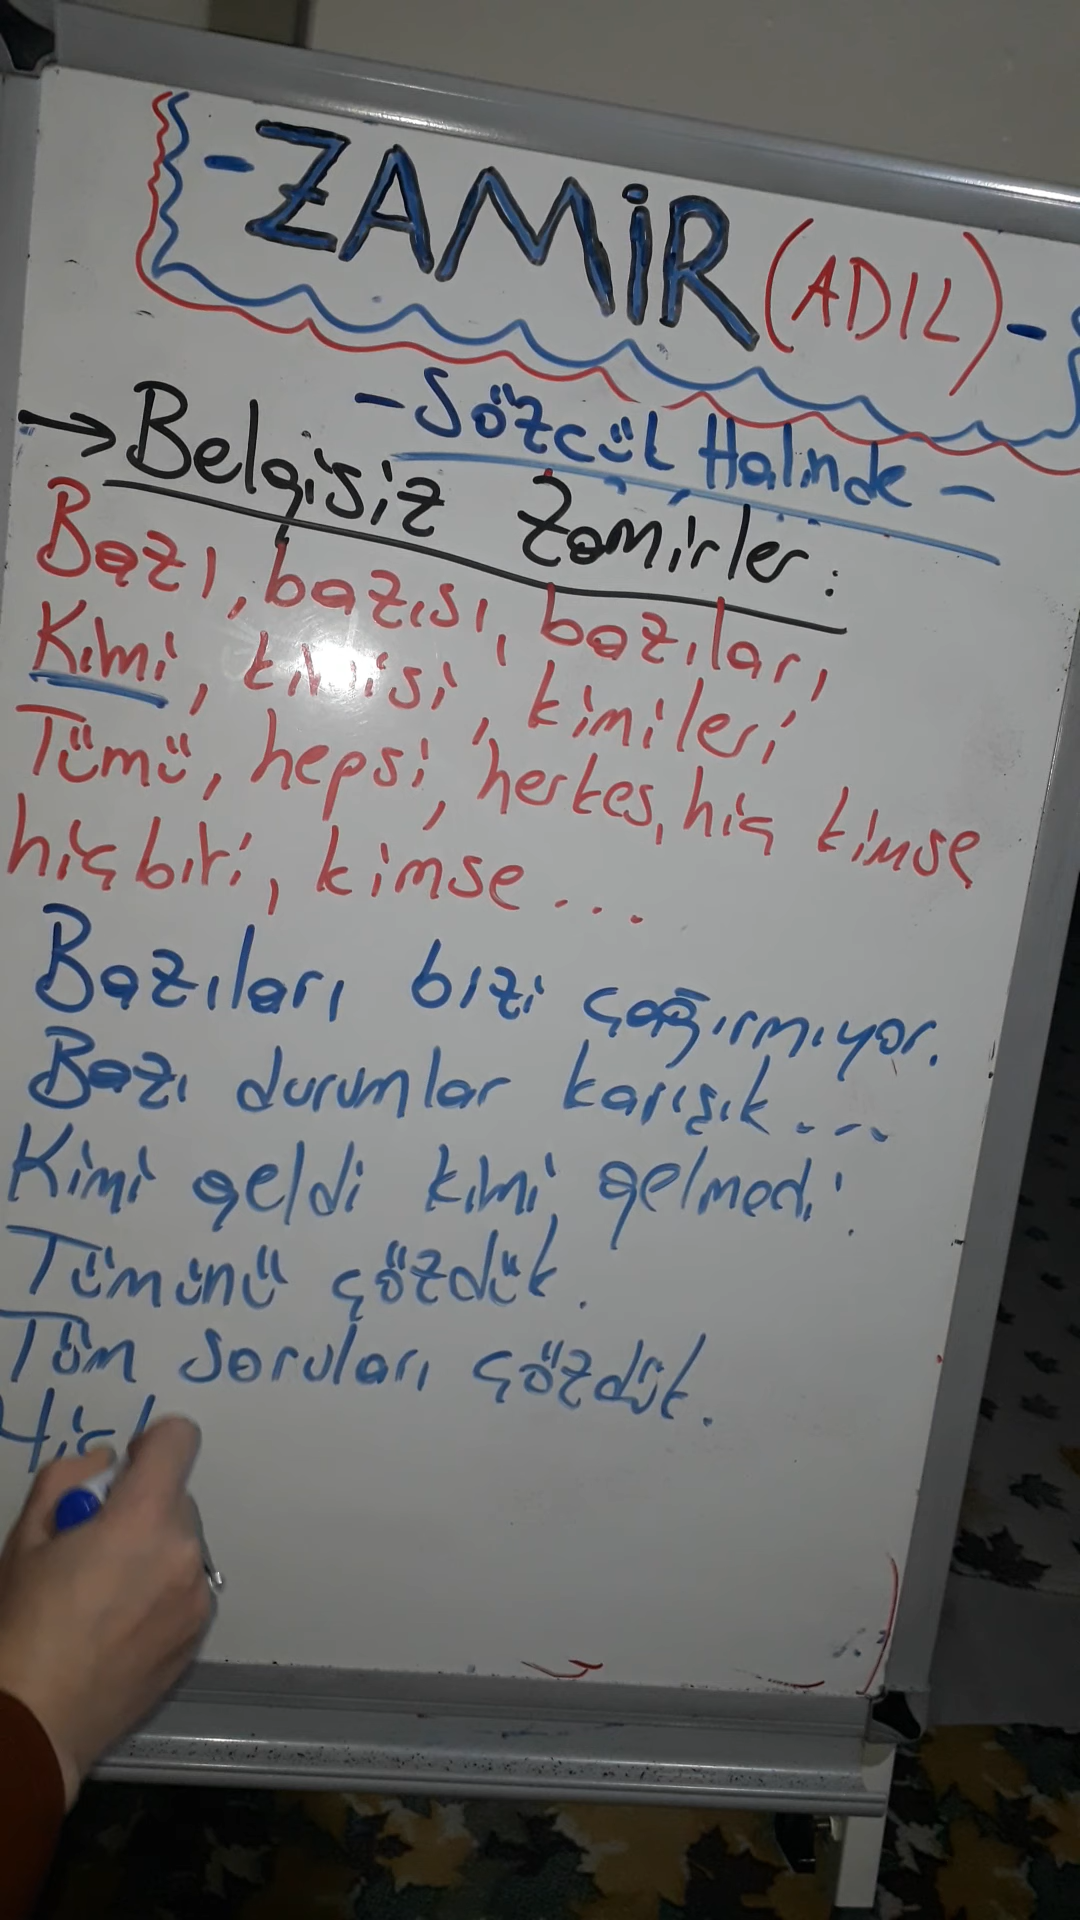 -ZAMİR (ADIL)-
-Sözcük Halinde-
→Belgisiz Zamirler:
Bazı, bazısı, bazıları
Kimi, kimisi, kimileri
Tümü, hepsi, herkes, hiç kimse
hiçbiri, kimse...
Bazıları bizi çağırmıyor.
Bazı durumlar karışık...
Kimi geldi kimi gelmedi.
Tümünü çözdük.
Tüm soruları çözdük.